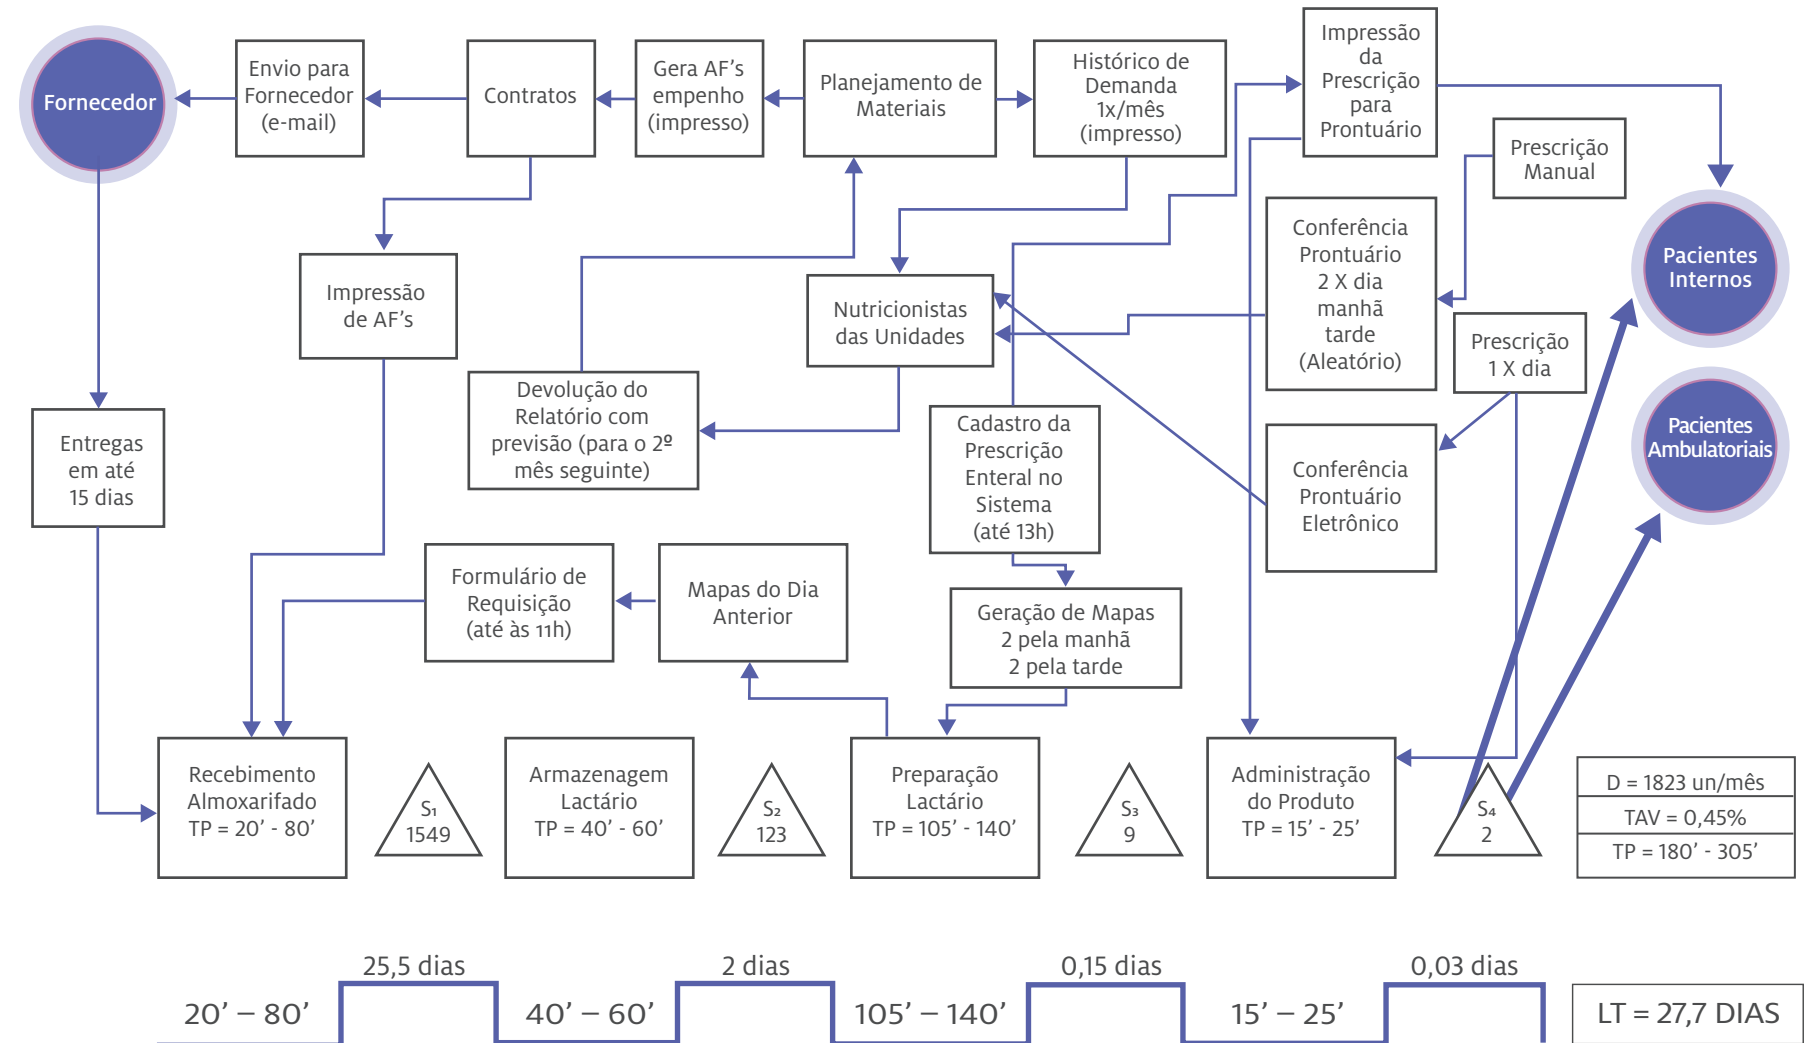 Fornecedor
Envio para
Fornecedor
(e-mail)
Contratos
Gera AF's
empenho
(impresso)
Planejamento de
Materiais
Histórico de
Demanda
1x/mês
(impresso)
Impressão
da
Prescrição
para
Prontuário
Prescrição
Manual
Pacientes
Internos
Conferência
Prontuário
2 X dia
manhã
tarde
(Aleatório)
Impressão
de AF's
Nutricionistas
das Unidades
Prescrição
1 X dia
Devolução do
Relatório com
previsão (para o 2º
mês seguinte)
Cadastro da
Prescrição
Enteral no
Sistema
(até 13h)
Pacientes
Ambulatoriais
Entregas
em até
15 dias
Conferência
Prontuário
Eletrônico
Formulário de
Requisição
(até às 11h)
Mapas do Dia
Anterior
Geração de Mapas
2 pela manhã
2 pela tarde
Recebimento
Almoxarifado
TP = 20' - 80'
S1
1549
Armazenagem
Lactário
TP = 40' - 60'
S2
123
Preparação
Lactário
TP = 105' - 140'
S3
9
Administração
do Produto
TP = 15' - 25'
S4
2
D = 1823 un/mês
TAV = 0,45%
TP = 180' - 305'
25,5 dias
2 dias
0,15 dias
0,03 dias
20' – 80'
40' – 60'
105' – 140'
15' – 25'
LT = 27,7 DIAS